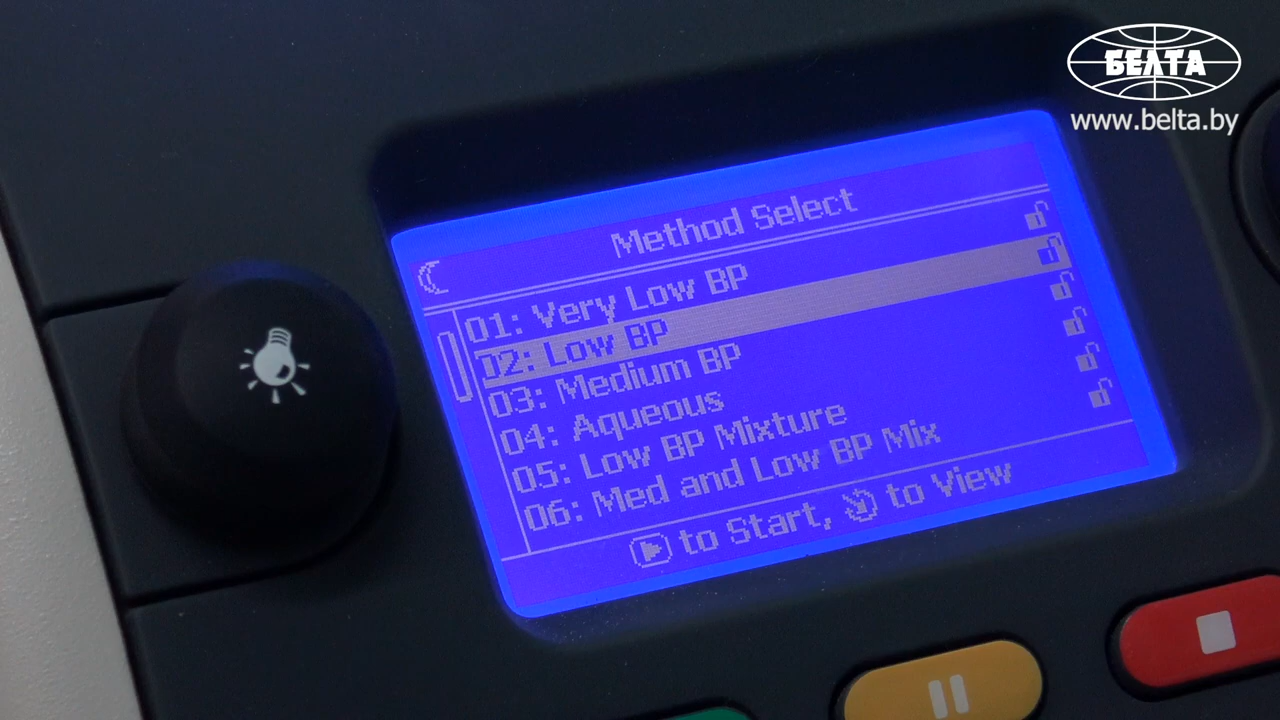 БЕЛТА
www.belta.by
Method Select
01: Very Low BP
02: Low BP
03: Medium BP
04: Aqueous
05: Low BP Mixture
06: Med and Low BP Mix
to Start, to View